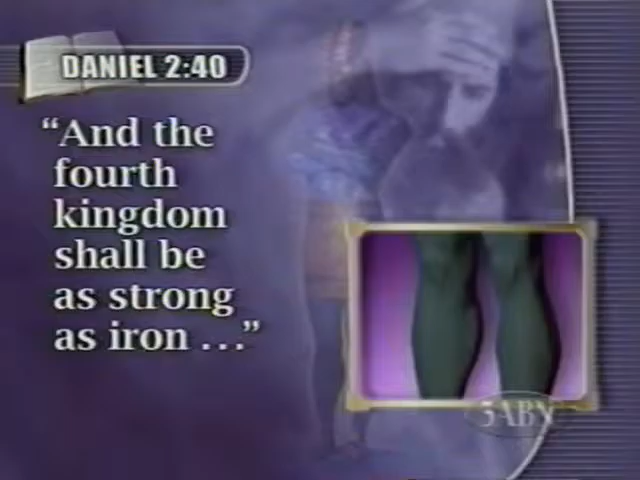 DANIEL 2:40
“And the
fourth
kingdom
shall be
as strong
as iron ...”
3ABN